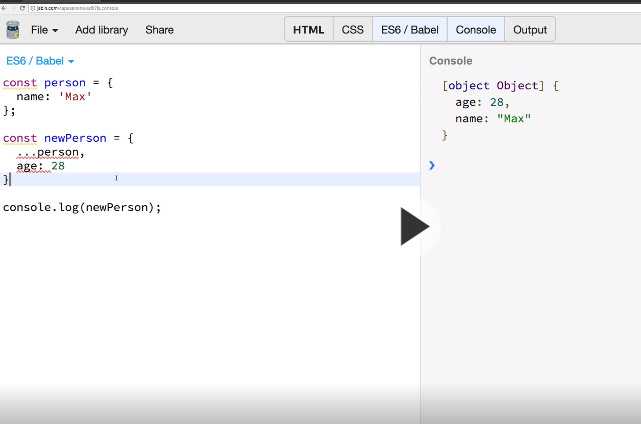 File Add library Share HTML CSS ES6 / Babel Console Output
ES6 / Babel
const person = {
name: 'Max'
};
const newPerson = {
...person,
age: 28
}
console.log(newPerson);
Console
[object Object] {
age: 28,
name: "Max"
}